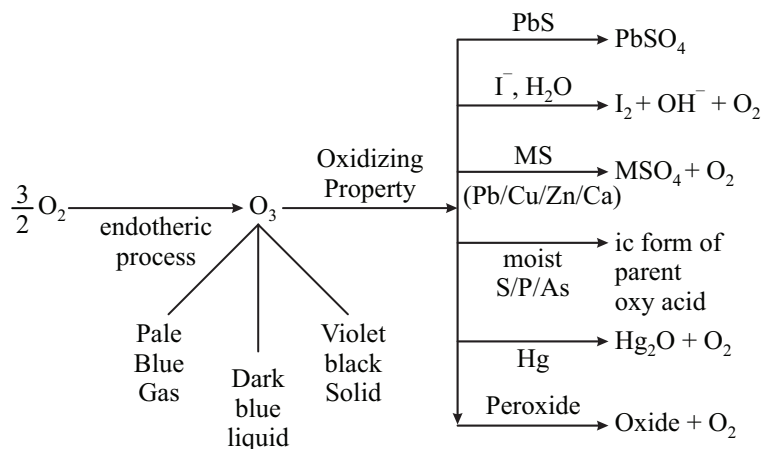 PbS
PbSO₄
I⁻, H₂O
I₂ + OH⁻ + O₂
Oxidizing
Property
MS
MSO₄ + O₂
(Pb/Cu/Zn/Ca)
3/2 O₂
endotheric
process
O₃
moist
S/P/As
ic form of
parent
oxy acid
Pale
Blue
Gas
Dark
blue
liquid
Violet
black
Solid
Hg
Hg₂O + O₂
Peroxide
Oxide + O₂